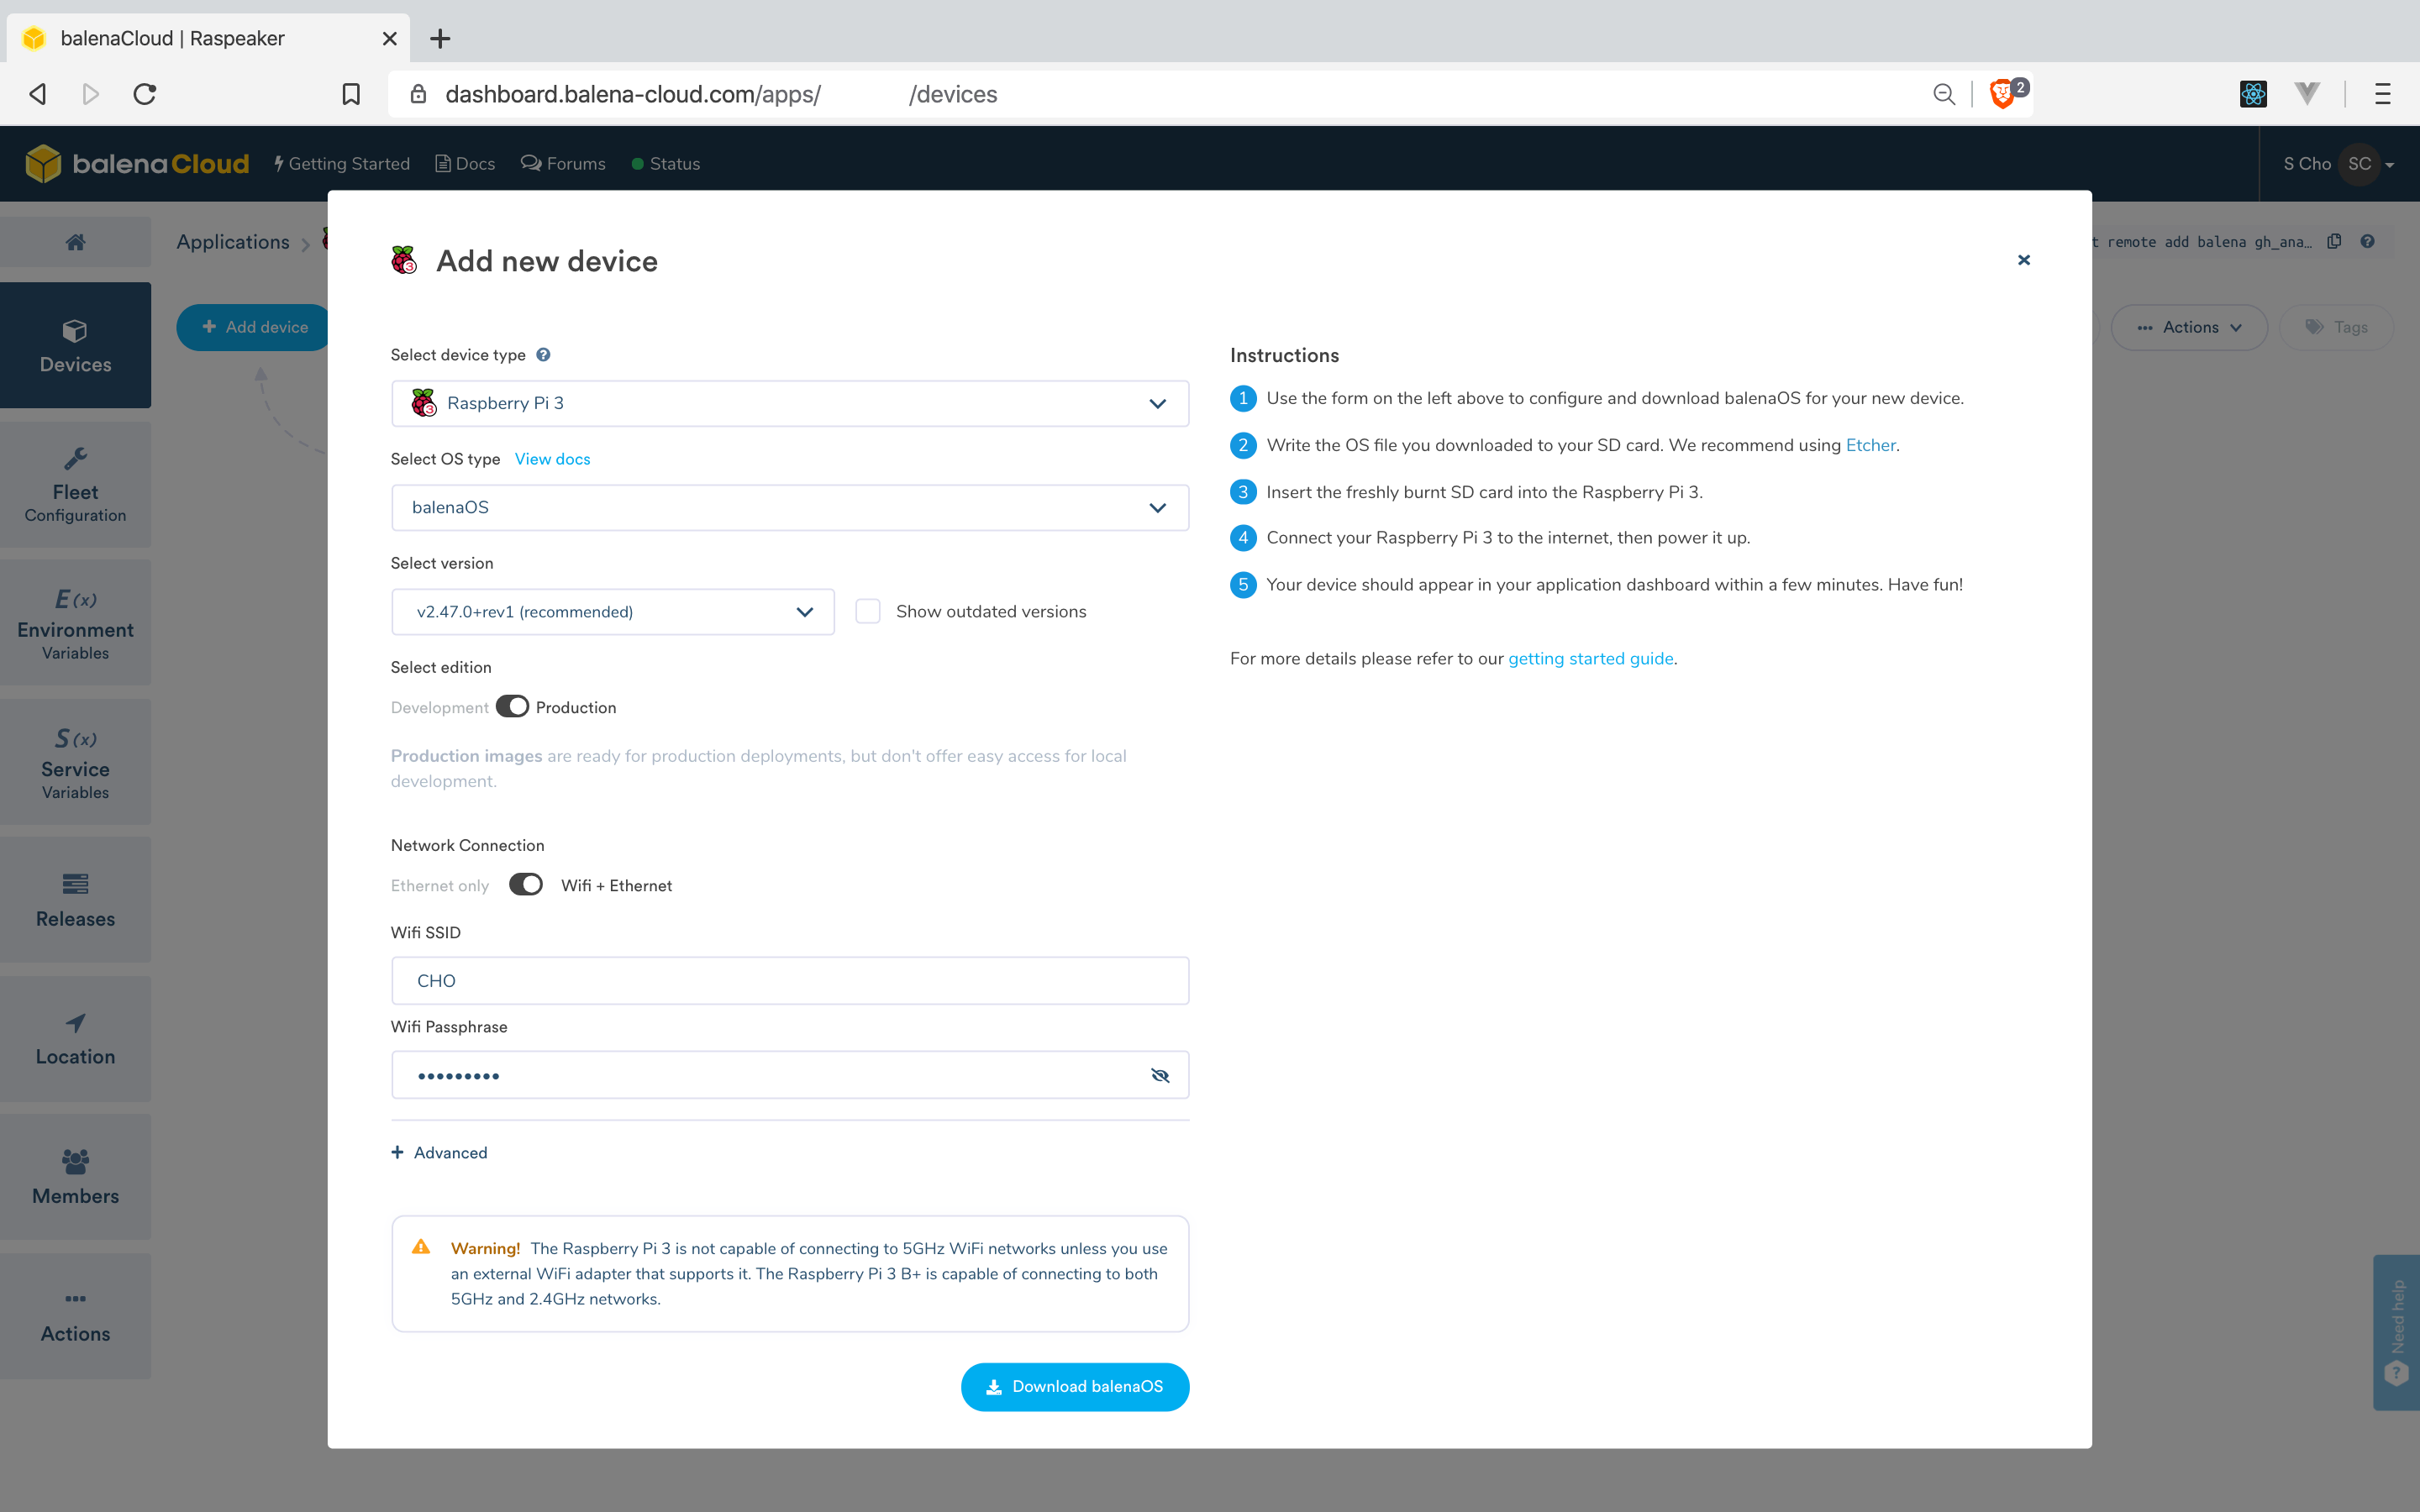 balenaCloud | Raspeaker
dashboard.balena-cloud.com/apps/ /devices
2
balenaCloud Getting Started Docs Forums Status S Cho SC
Applications
t remote add balena gh_ana...
Add device
Actions
Tags
Devices
Fleet
Configuration
E(x)
Environment
Variables
S(x)
Service
Variables
Releases
Location
Members
Actions
Add new device
Select device type
Raspberry Pi 3
Select OS type View docs
balenaOS
Select version
v2.47.0+rev1 (recommended)
Show outdated versions
Select edition
Development Production
Production images are ready for production deployments, but don't offer easy access for local
development.
Network Connection
Ethernet only Wifi + Ethernet
Wifi SSID
CHO
Wifi Passphrase
•••••••••
+ Advanced
Warning! The Raspberry Pi 3 is not capable of connecting to 5GHz WiFi networks unless you use
an external WiFi adapter that supports it. The Raspberry Pi 3 B+ is capable of connecting to both
5GHz and 2.4GHz networks.
Download balenaOS
Instructions
1 Use the form on the left above to configure and download balenaOS for your new device.
2 Write the OS file you downloaded to your SD card. We recommend using Etcher.
3 Insert the freshly burnt SD card into the Raspberry Pi 3.
4 Connect your Raspberry Pi 3 to the internet, then power it up.
5 Your device should appear in your application dashboard within a few minutes. Have fun!
For more details please refer to our getting started guide.
Need help
?